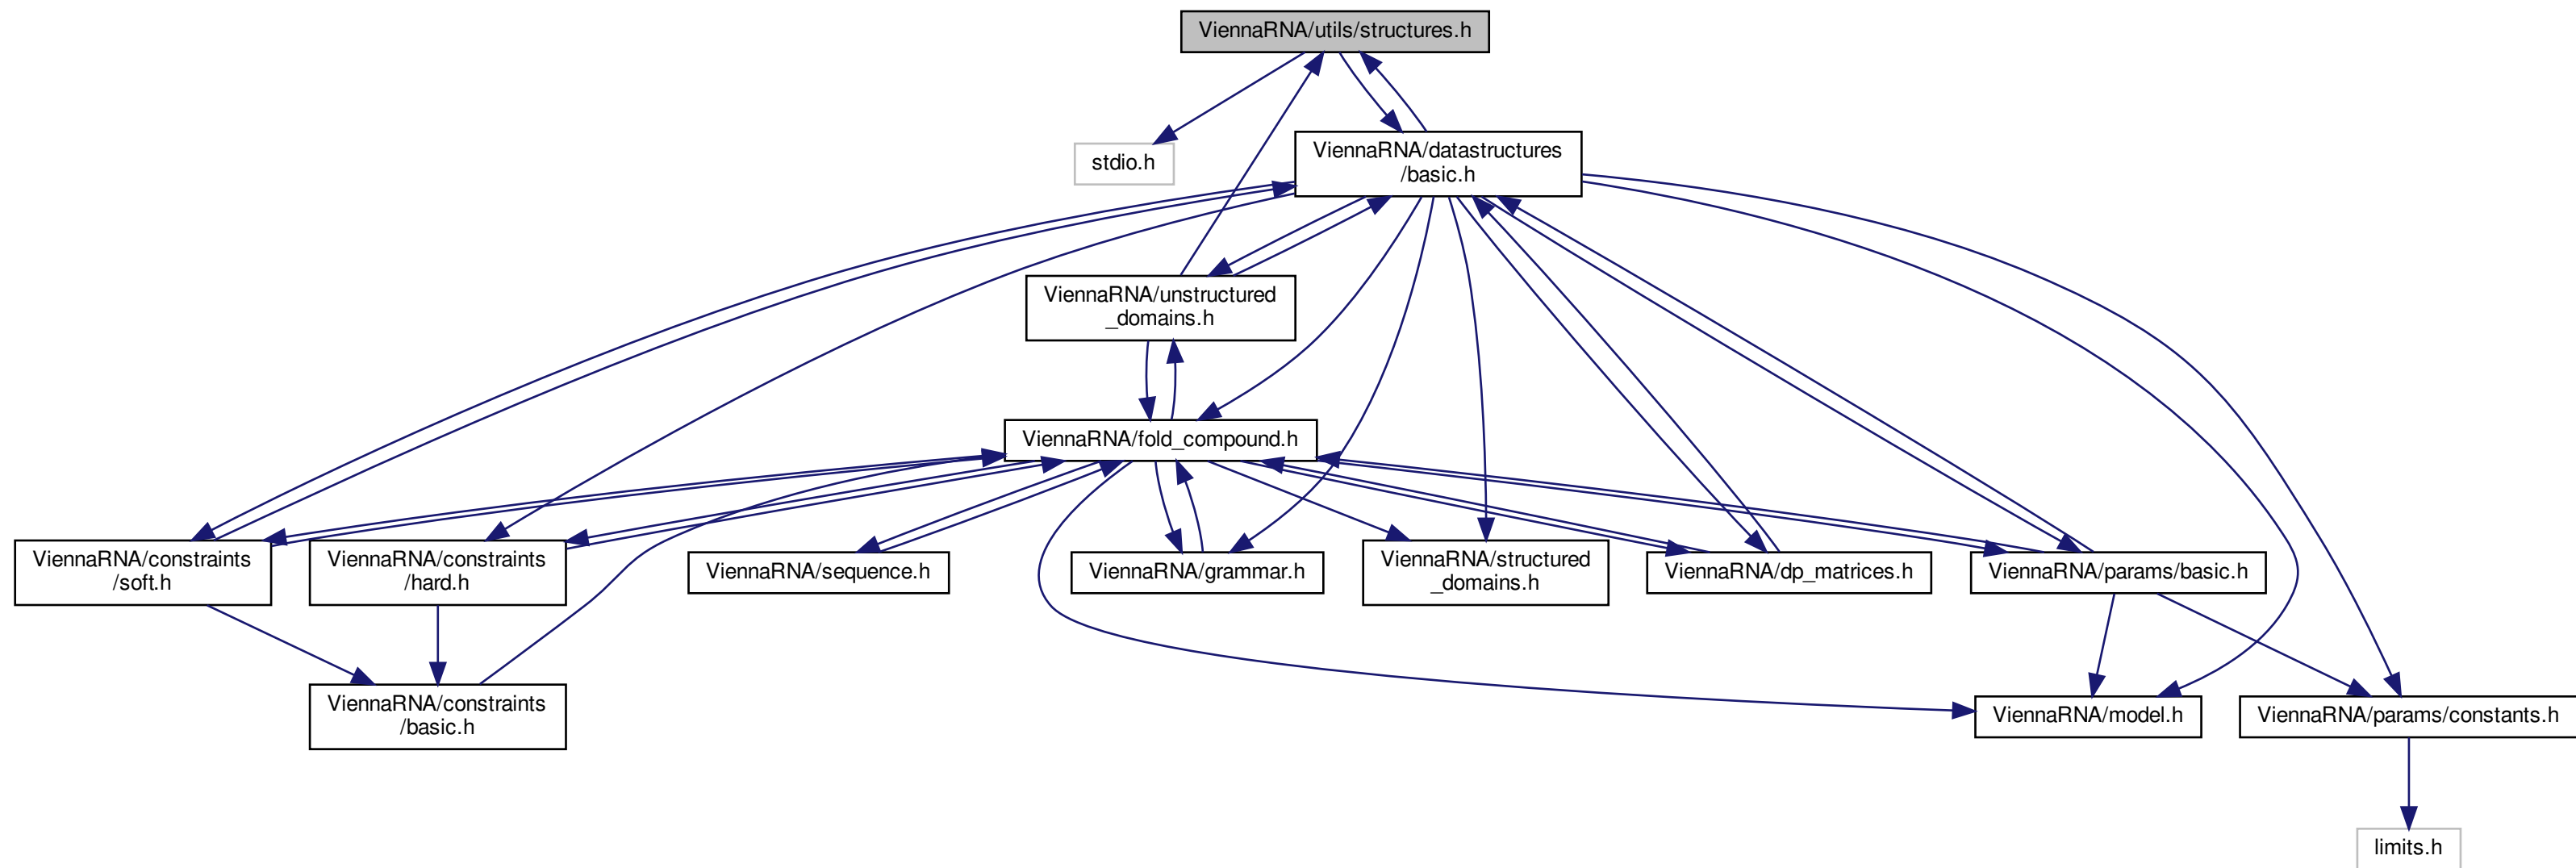 ViennaRNA/utils/structures.h
stdio.h
ViennaRNA/datastructures
/basic.h
ViennaRNA/unstructured
_domains.h
ViennaRNA/fold_compound.h
ViennaRNA/constraints
/soft.h
ViennaRNA/constraints
/hard.h
ViennaRNA/sequence.h
ViennaRNA/grammar.h
ViennaRNA/structured
_domains.h
ViennaRNA/dp_matrices.h
ViennaRNA/params/basic.h
ViennaRNA/constraints
/basic.h
ViennaRNA/model.h
ViennaRNA/params/constants.h
limits.h